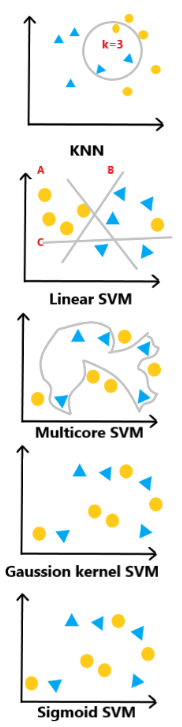 k=3
KNN
A B
C
Linear SVM
Multicore SVM
Gaussion kernel SVM
Sigmoid SVM